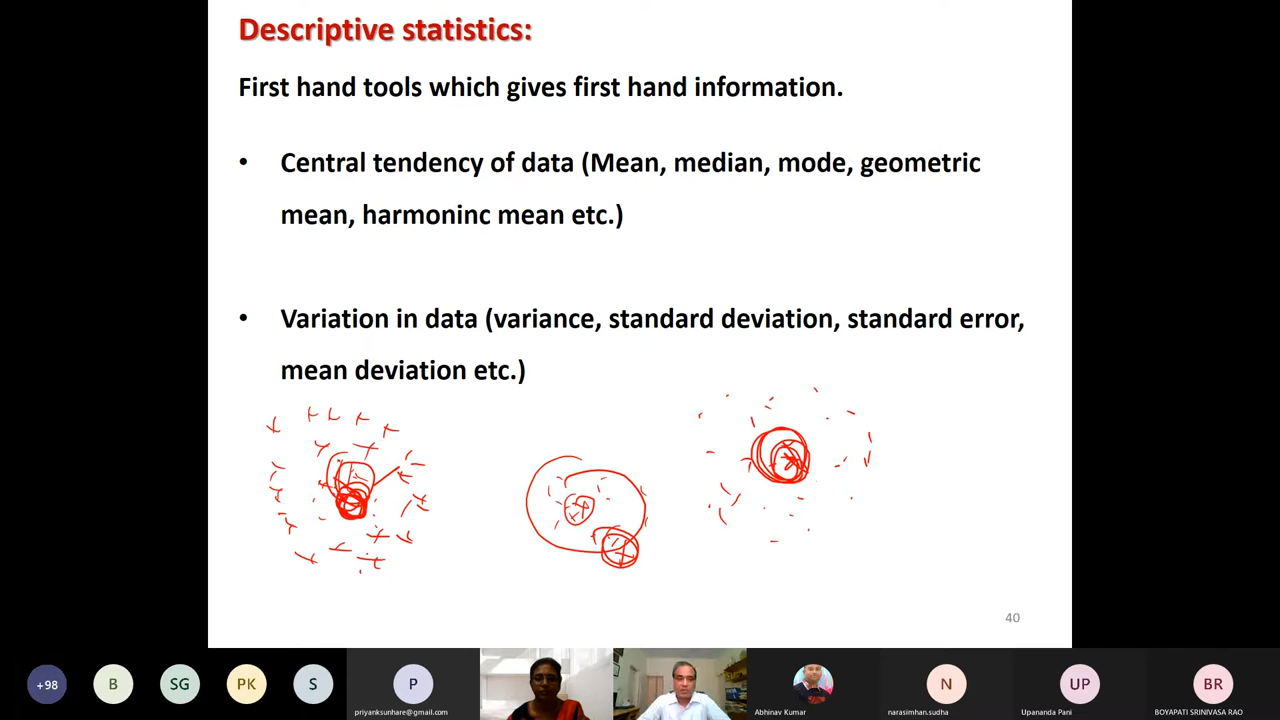 Descriptive statistics:
First hand tools which gives first hand information.
• Central tendency of data (Mean, median, mode, geometric
mean, harmoninc mean etc.)
• Variation in data (variance, standard deviation, standard error,
mean deviation etc.)
40
+98
B
SG
PK
S
P
N
UP
BR
priyanksunhare@gmail.com
Abhinav Kumar
narasimhan.sudha
Upananda Pani
BOYAPATI SRINIVASA RAO